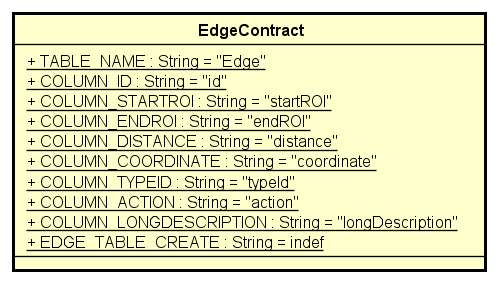 EdgeContract
+ TABLE_NAME : String = "Edge"
+ COLUMN_ID : String = "id"
+ COLUMN_STARTROI : String = "startROI"
+ COLUMN_ENDROI : String = "endROI"
+ COLUMN_DISTANCE : String = "distance"
+ COLUMN_COORDINATE : String = "coordinate"
+ COLUMN_TYPEID : String = "typeId"
+ COLUMN_ACTION : String = "action"
+ COLUMN_LONGDESCRIPTION : String = "longDescription"
+ EDGE_TABLE_CREATE : String = indef